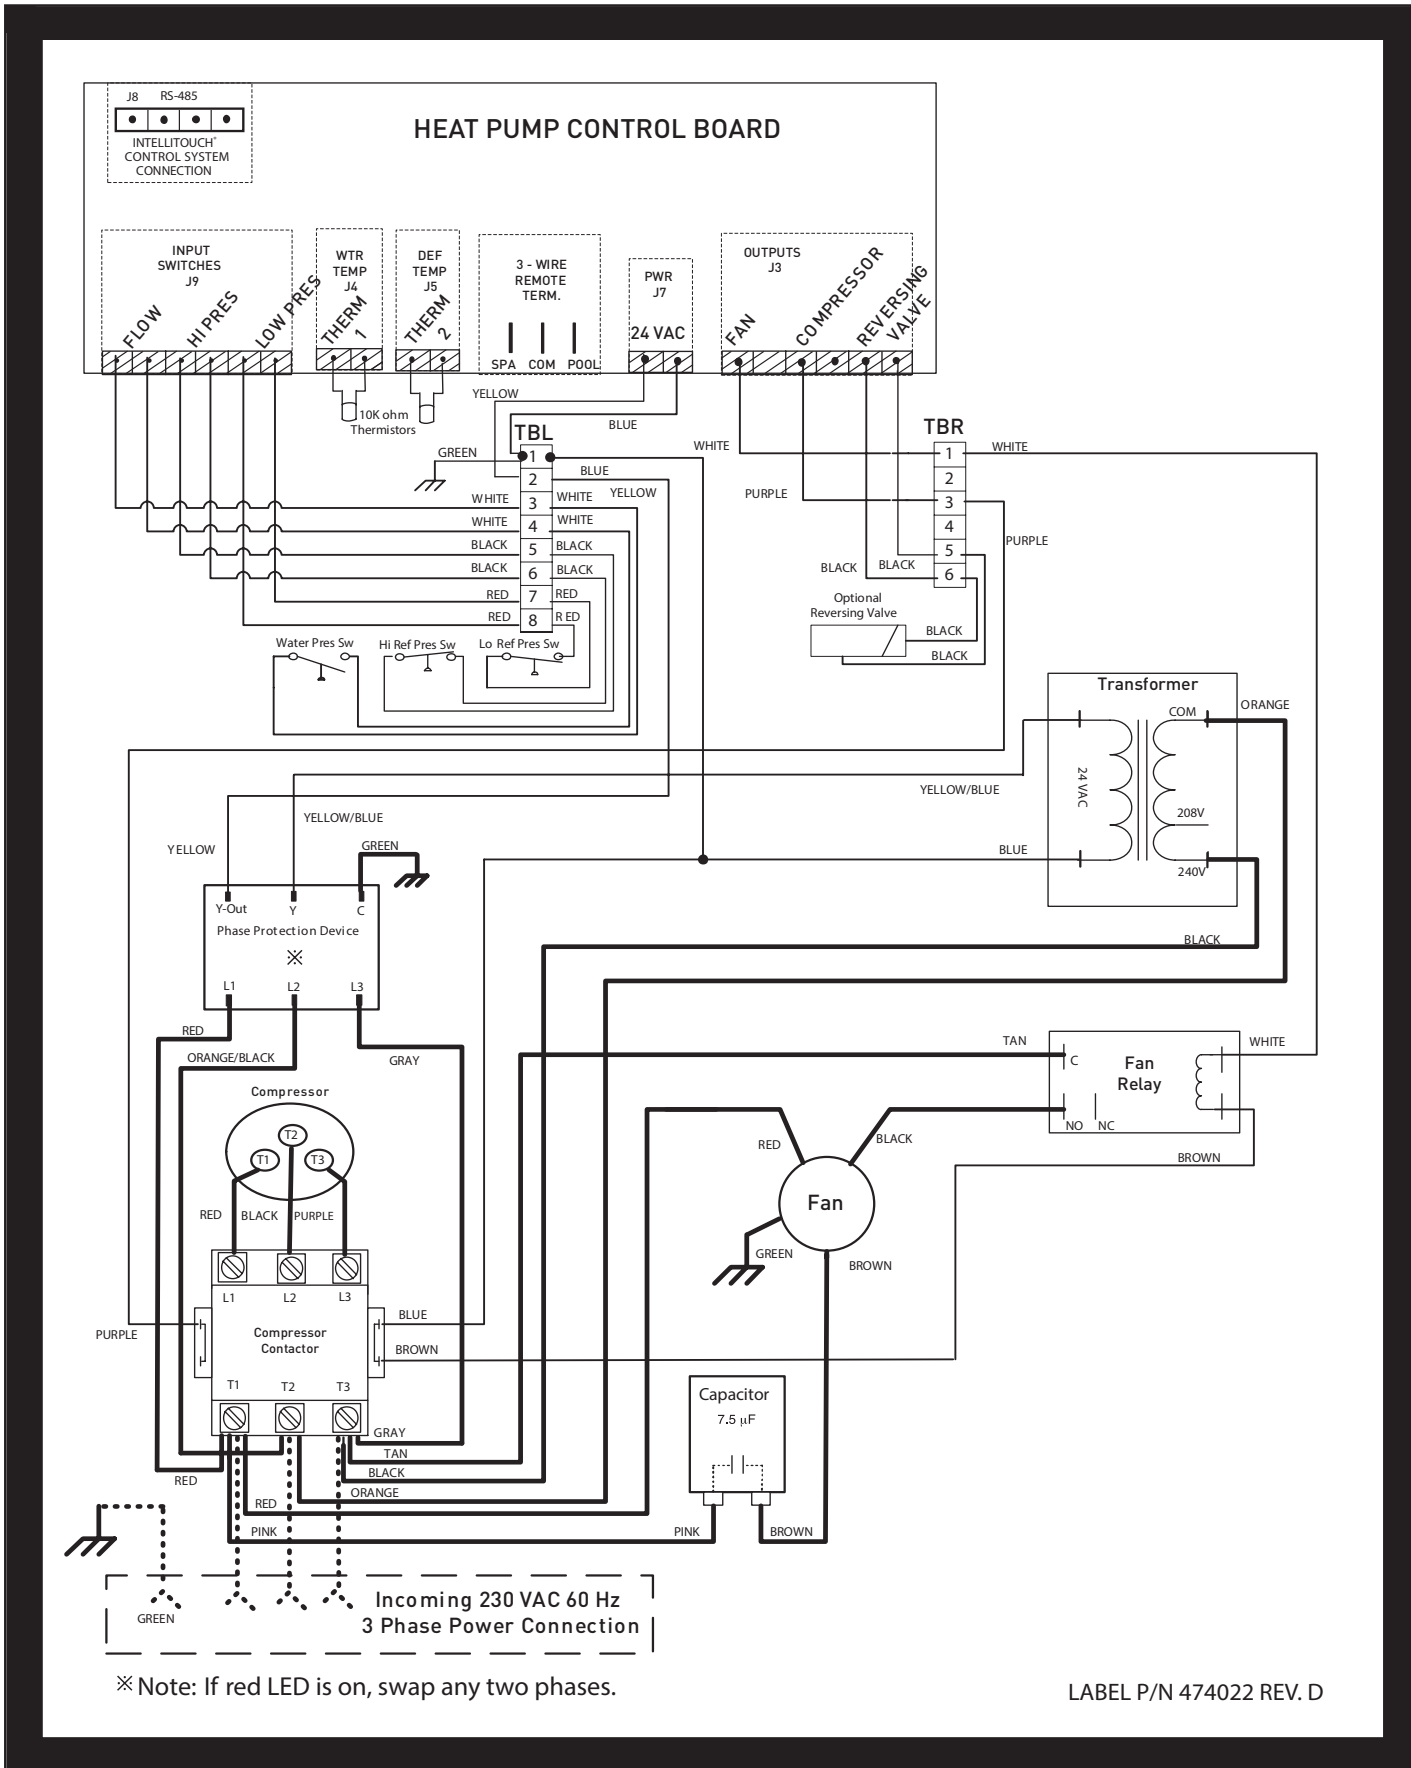 J8 RS-485
INTELLITOUCH®
CONTROL SYSTEM
CONNECTION
HEAT PUMP CONTROL BOARD
INPUT
SWITCHES
J9
FLOW
HI PRES
LOW PRES
WTR
TEMP
J4
THERM
1
DEF
TEMP
J5
THERM
2
3 - WIRE
REMOTE
TERM.
SPA COM POOL
PWR
J7
24 VAC
OUTPUTS
J3
FAN
COMPRESSOR
REVERSING
VALVE
10K ohm
Thermistors
YELLOW
BLUE
TBL
GREEN
1
2
3
4
5
6
7
8
BLUE
YELLOW
WHITE
WHITE
WHITE
WHITE
BLACK
BLACK
BLACK
BLACK
RED
RED
RED
RED
WHITE
TBR
WHITE
1
2
3
4
5
6
PURPLE
PURPLE
BLACK
BLACK
Optional
Reversing Valve
BLACK
BLACK
Water Pres Sw
Hi Ref Pres Sw
Lo Ref Pres Sw
Transformer
COM
ORANGE
24 VAC
208V
240V
YELLOW/BLUE
BLUE
BLACK
YELLOW/BLUE
YELLOW
GREEN
Y-Out Y C
Phase Protection Device
※
L1 L2 L3
RED
ORANGE/BLACK
GRAY
Compressor
T2
T1
T3
RED
BLACK
PURPLE
L1 L2 L3
Compressor
Contactor
T1 T2 T3
PURPLE
BLUE
BROWN
TAN
C
Fan
Relay
NO NC
WHITE
BROWN
RED
BLACK
Fan
GREEN
BROWN
Capacitor
7.5 µF
GRAY
TAN
BLACK
ORANGE
RED
RED
PINK
PINK
BROWN
GREEN
Incoming 230 VAC 60 Hz
3 Phase Power Connection
※ Note: If red LED is on, swap any two phases.
LABEL P/N 474022 REV. D